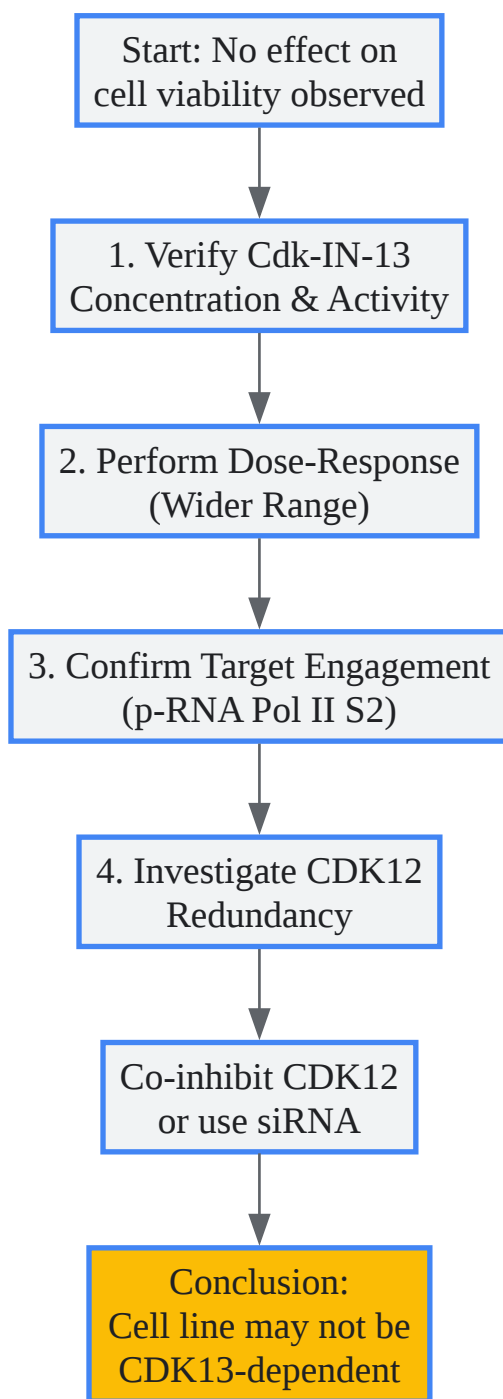 Start: No effect on
cell viability observed
1. Verify Cdk-IN-13
Concentration & Activity
2. Perform Dose-Response
(Wider Range)
3. Confirm Target Engagement
(p-RNA Pol II S2)
4. Investigate CDK12
Redundancy
Co-inhibit CDK12
or use siRNA
Conclusion:
Cell line may not be
CDK13-dependent